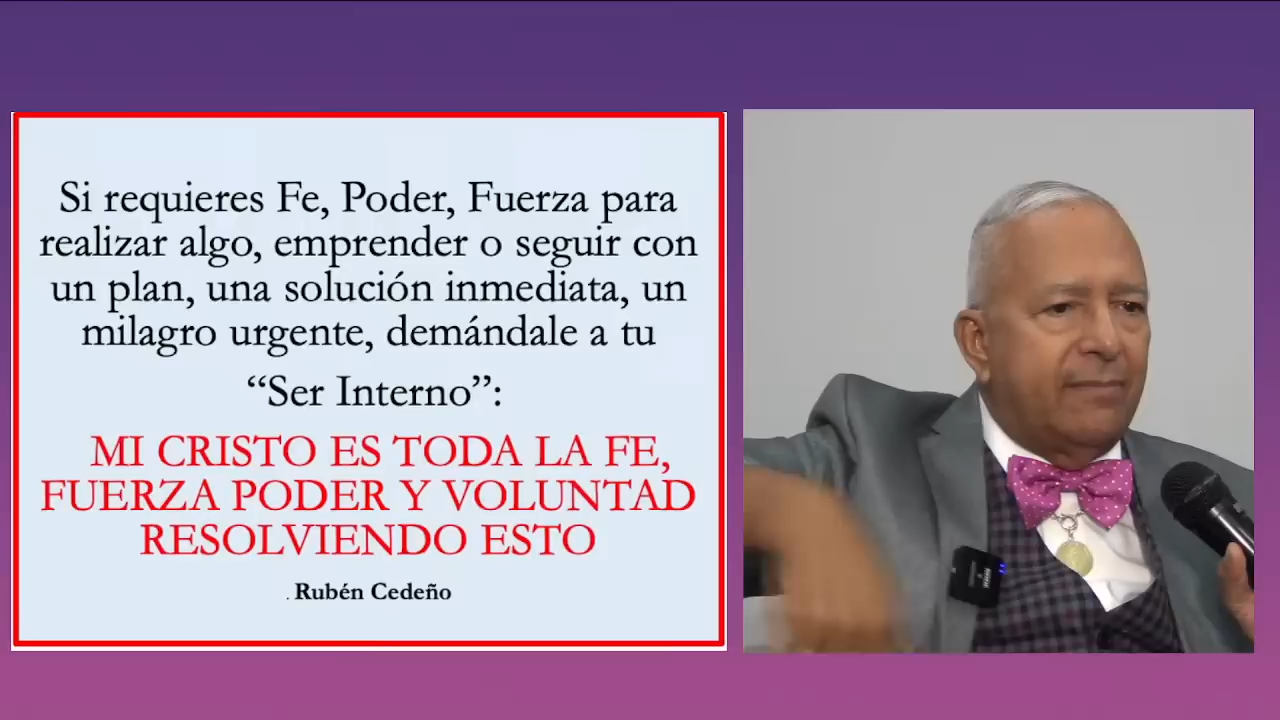 Si requieres Fe, Poder, Fuerza para
realizar algo, emprender o seguir con
un plan, una solución inmediata, un
milagro urgente, demándale a tu
“Ser Interno”:
MI CRISTO ES TODA LA FE,
FUERZA PODER Y VOLUNTAD
RESOLVIENDO ESTO
. Rubén Cedeño